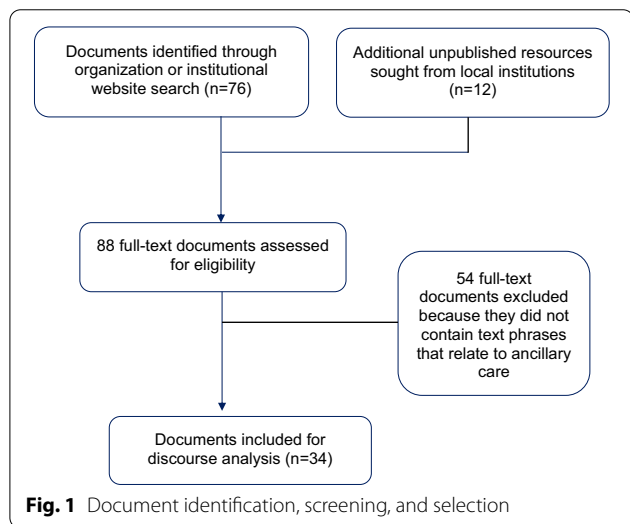 Documents identified through
organization or institutional
website search (n=76)
Additional unpublished resources
sought from local institutions
(n=12)
88 full-text documents assessed
for eligibility
54 full-text
documents excluded
because they did not
contain text phrases
that relate to ancillary
care
Documents included for
discourse analysis (n=34)
Fig. 1 Document identification, screening, and selection